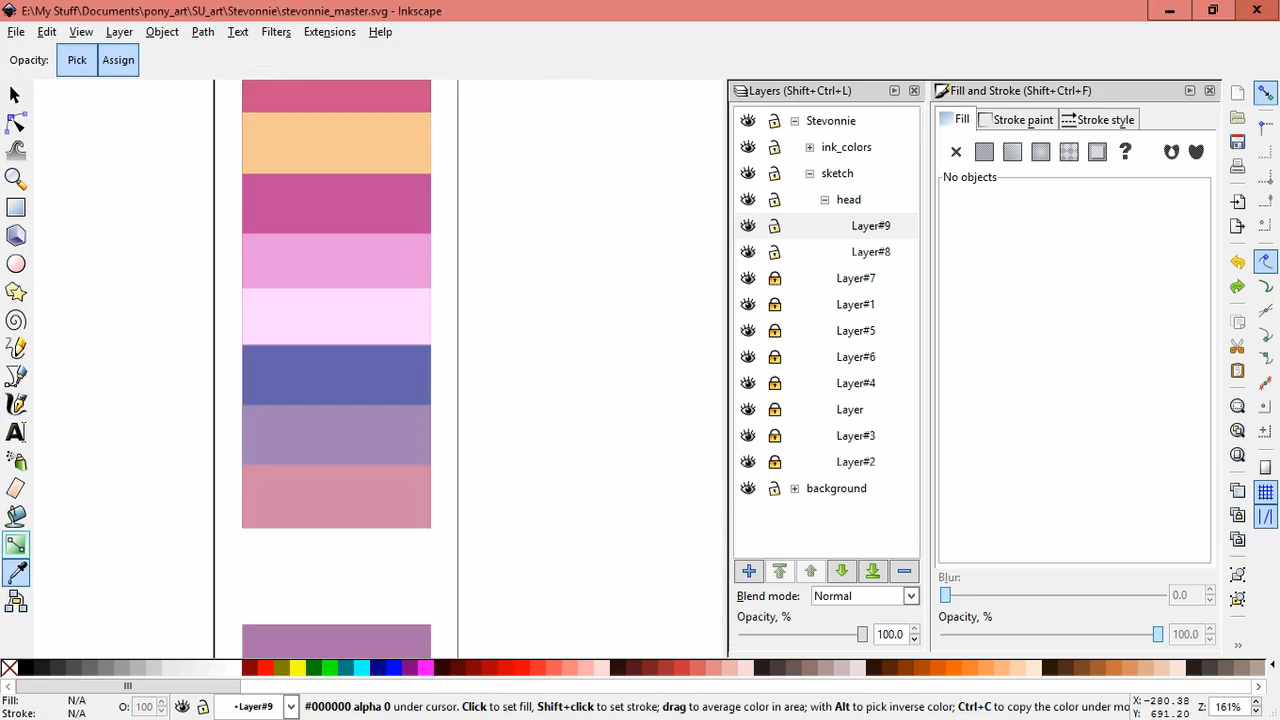 E:\My Stuff\Documents\pony_art\SU_art\Stevonnie\stevonnie_master.svg - Inkscape
File Edit View Layer Object Path Filters Text Extensions Help
Opacity: Pick Assign
Layers (Shift+Ctrl+L)
Fill and Stroke (Shift+Ctrl+F)
Stevonnie
Fill Stroke paint Stroke style
ink_colors
sketch
?
No objects
head
Layer#9
Layer#8
Layer#7
Layer#1
Layer#5
Layer#6
Layer#4
Layer
Layer#3
Layer#2
background
Blend mode: Normal
Blur:
0.0
Opacity, %
100.0
Opacity, %
100.0
Fill: N/A
Stroke: N/A
O: 100
•Layer#9
#000000 alpha 0 under cursor. Click to set fill, Shift+click to set stroke; drag to average color in area; with Alt to pick inverse color; Ctrl+C to copy the color under mo
X: -280.38
Y: 691.20
Z: 161%